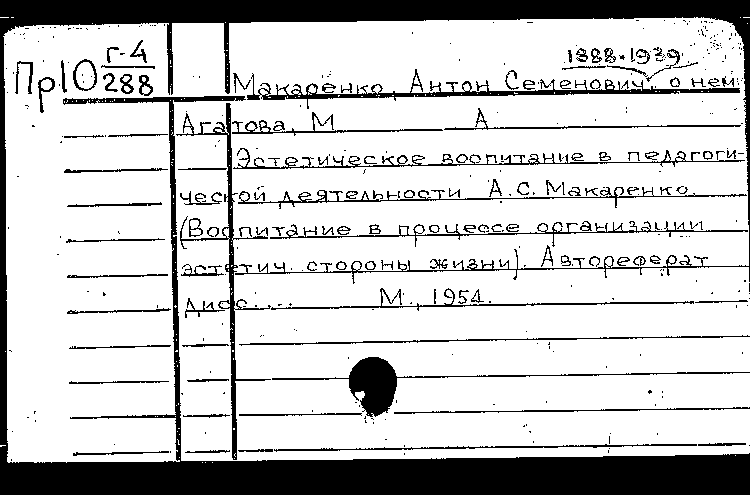 Пр10 г-4/288
1888-1939
Макаренко, Антон Семенович, о нем
Агатова, М А
Эстетическое воспитание в педагоги-
ческой деятельности А.С. Макаренко.
(Воспитание в процессе организации
эстетич. стороны жизни). Автореферат
дисс.... М., 1954.